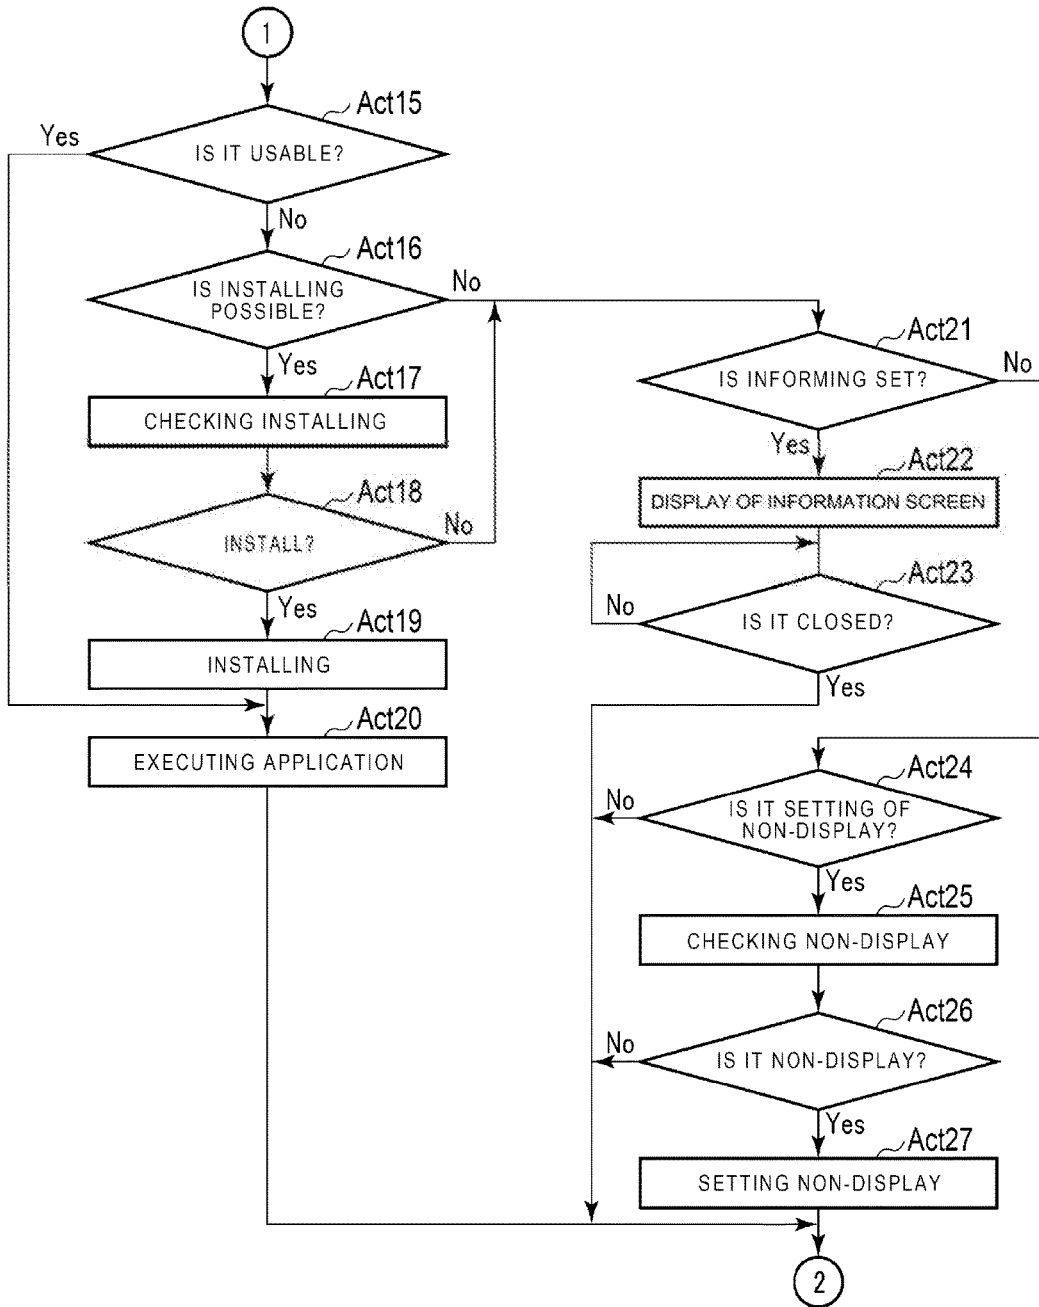 1
Act15
Yes
IS IT USABLE?
No
Act16
IS INSTALLING
POSSIBLE?
No
Yes
Act17
CHECKING INSTALLING
Act18
INSTALL?
No
Yes
Act19
INSTALLING
Act20
EXECUTING APPLICATION
Act21
IS INFORMING SET?
No
Yes
Act22
DISPLAY OF INFORMATION SCREEN
Act23
No
IS IT CLOSED?
Yes
Act24
No
IS IT SETTING OF
NON-DISPLAY?
Yes
Act25
CHECKING NON-DISPLAY
Act26
No
IS IT NON-DISPLAY?
Yes
Act27
SETTING NON-DISPLAY
2